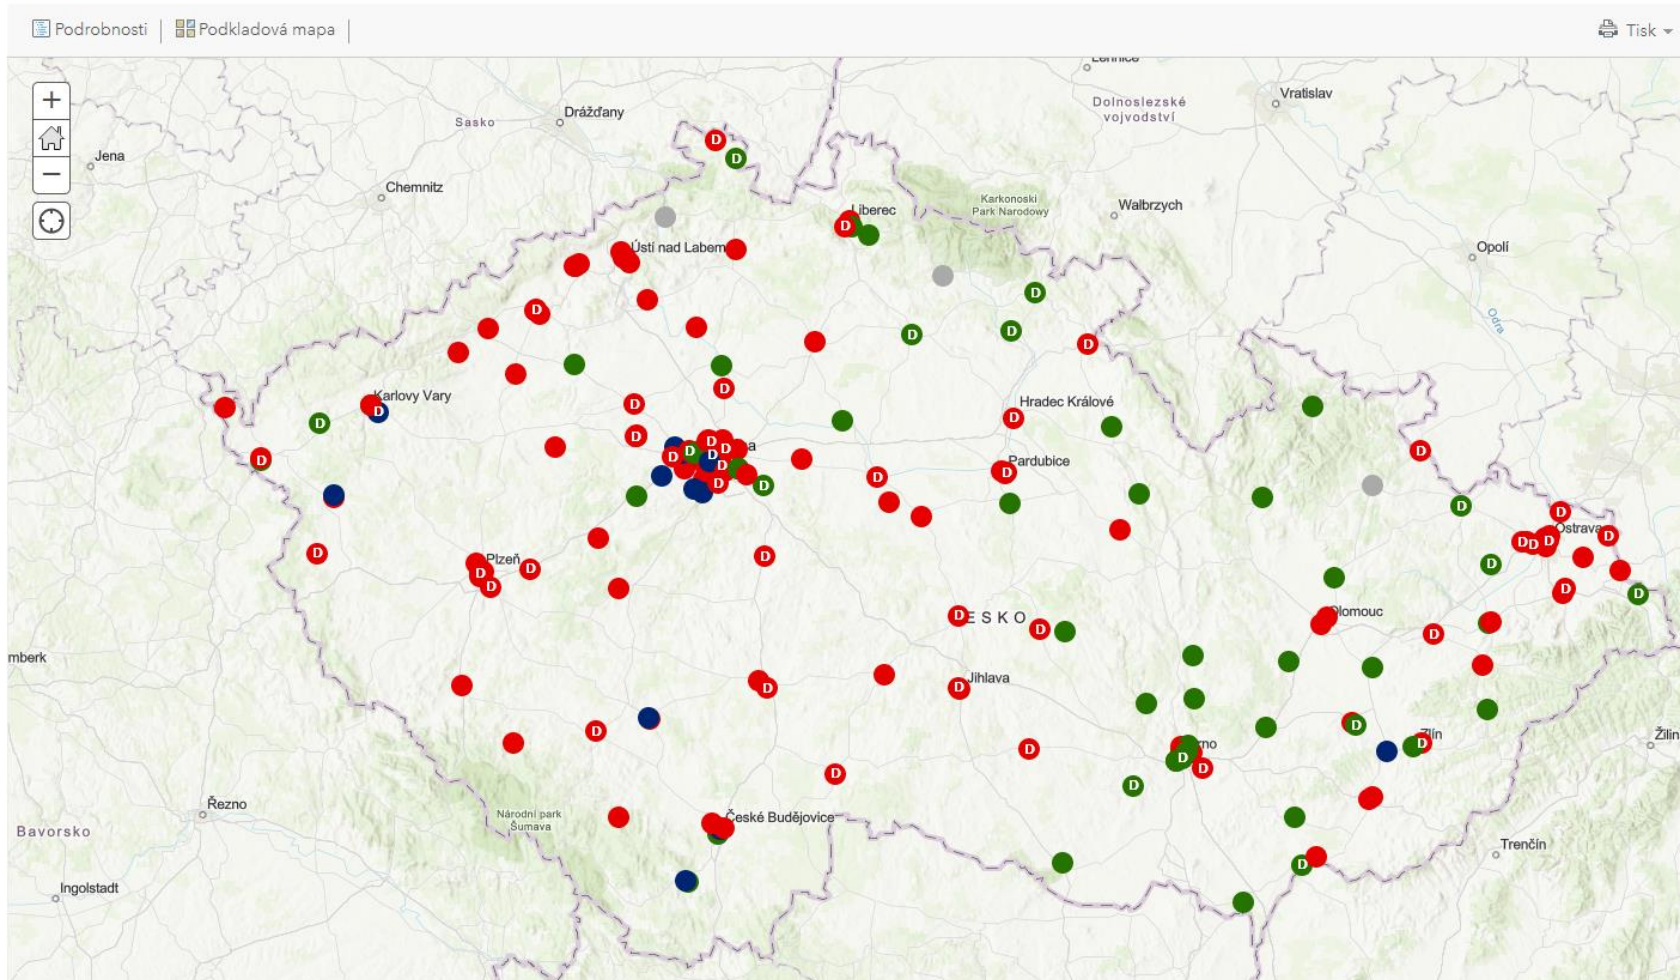 Podrobnosti
Podkladová mapa
Tisk
+
−
Drážďany
Vratislav
Dolnoslezské
vojvodství
Sasko
Jena
Chemnitz
D
D
Karkonoski
Park Narodowy
Walbrzych
Liberec
D
Ústí nad Labem
Opolí
Odra
D
D
D
D
D
D
Karlovy Vary
D
D
Hradec Králové
D
D
D
D
D
D
D
D
D
D
D
D
Pardubice
D
D
D
D
D
D
Ostrava
D
D
D
D
D
Plzeň
D
D
D
D
D
D
D
D
ESKO
D
Olomouc
D
mberk
Jihlava
D
D
D
D
Zlín
D
rno
D
D
D
D
D
Žilin
Řezno
Národní park
Šumava
České Budějovice
Bavorsko
Trenčín
D
Ingolstadt